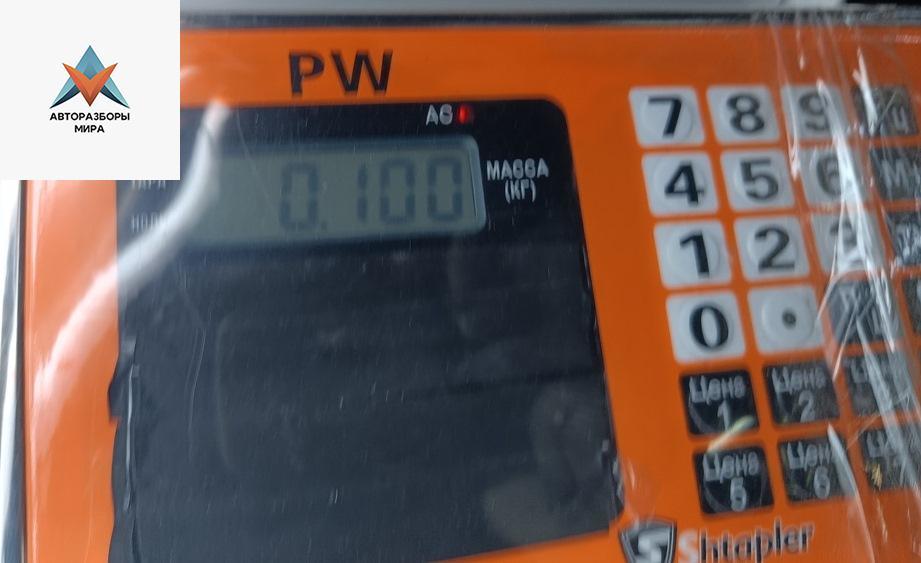 АВТОРАЗБОРЫ
МИРА
PW
0.100
МАССА
(КГ)
7 8 9
4 5 6
1 2
0 .
Цена 1
Цена 2
Цена 5
Цена 6
Shtapler